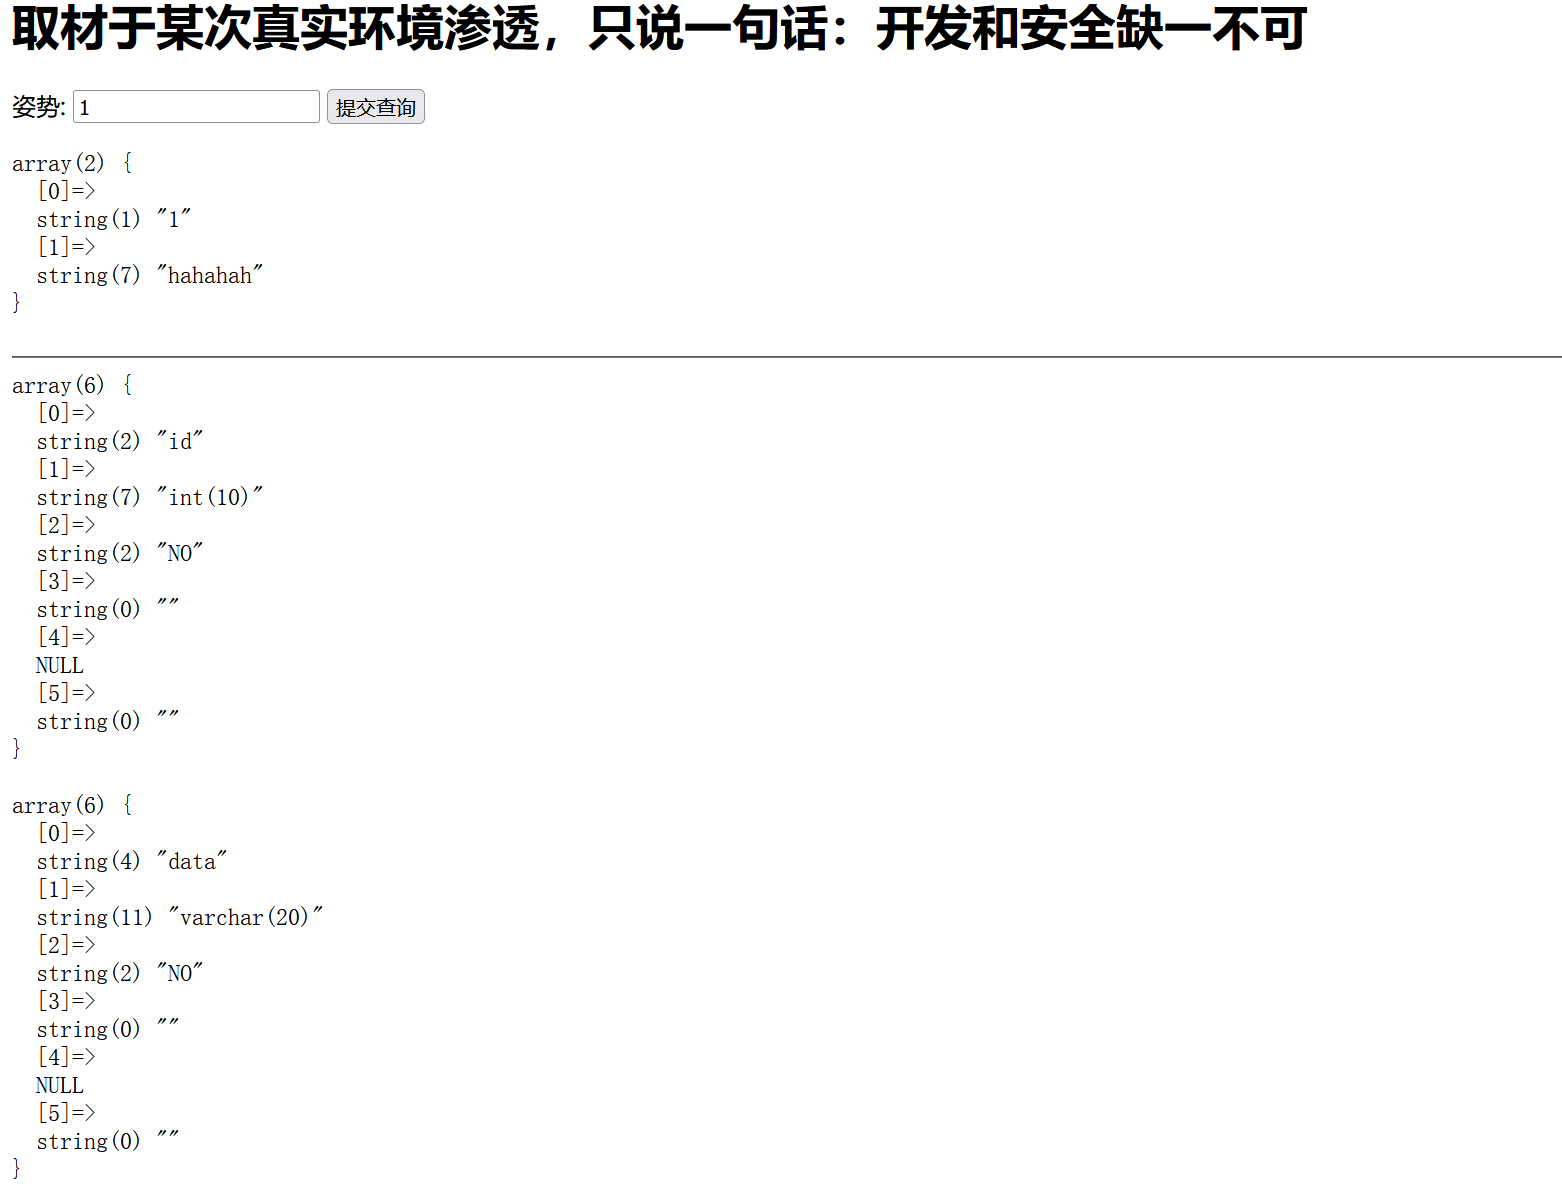 取材于某次真实环境渗透，只说一句话：开发和安全缺一不可
姿势: 1 提交查询
array(2) {
  [0]=>
  string(1) "1"
  [1]=>
  string(7) "hahahah"
}
array(6) {
  [0]=>
  string(2) "id"
  [1]=>
  string(7) "int(10)"
  [2]=>
  string(2) "NO"
  [3]=>
  string(0) ""
  [4]=>
  NULL
  [5]=>
  string(0) ""
}
array(6) {
  [0]=>
  string(4) "data"
  [1]=>
  string(11) "varchar(20)"
  [2]=>
  string(2) "NO"
  [3]=>
  string(0) ""
  [4]=>
  NULL
  [5]=>
  string(0) ""
}